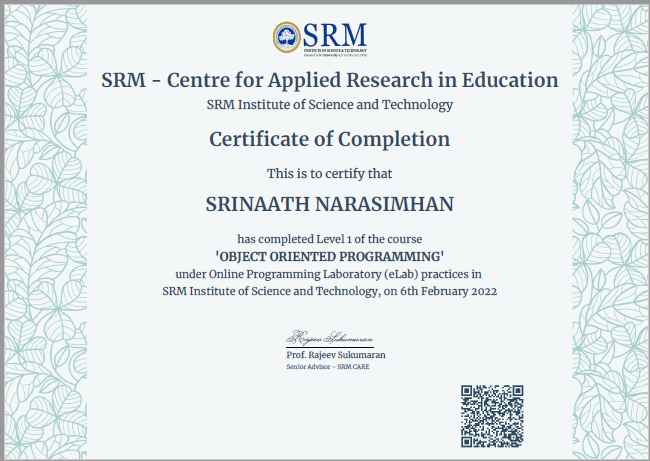 SRM
INSTITUTE OF SCIENCE & TECHNOLOGY
SRM - Centre for Applied Research in Education
SRM Institute of Science and Technology
Certificate of Completion
This is to certify that
SRINAATH NARASIMHAN
has completed Level 1 of the course
'OBJECT ORIENTED PROGRAMMING'
under Online Programming Laboratory (eLab) practices in
SRM Institute of Science and Technology, on 6th February 2022
Rajeev Sukumaran
Prof. Rajeev Sukumaran
Senior Advisor - SRM CARE